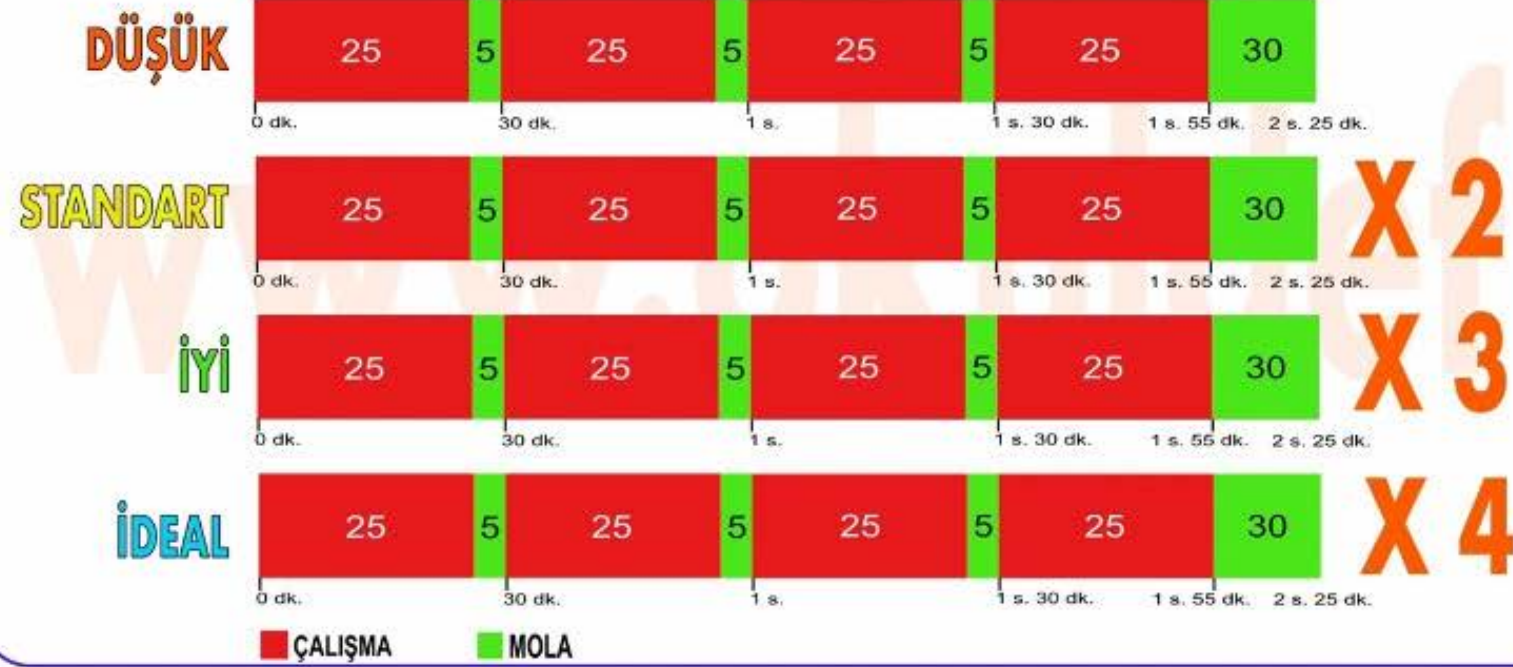 DÜŞÜK 25 5 25 5 25 5 25 30
0 dk. 30 dk. 1 s. 1 s. 30 dk. 1 s. 55 dk. 2 s. 25 dk.
STANDART 25 5 25 5 25 5 25 30 X 2
0 dk. 30 dk. 1 s. 1 s. 30 dk. 1 s. 55 dk. 2 s. 25 dk.
İYİ 25 5 25 5 25 5 25 30 X 3
0 dk. 30 dk. 1 s. 1 s. 30 dk. 1 s. 55 dk. 2 s. 25 dk.
İDEAL 25 5 25 5 25 5 25 30 X 4
0 dk. 30 dk. 1 s. 1 s. 30 dk. 1 s. 55 dk. 2 s. 25 dk.
ÇALIŞMA MOLA